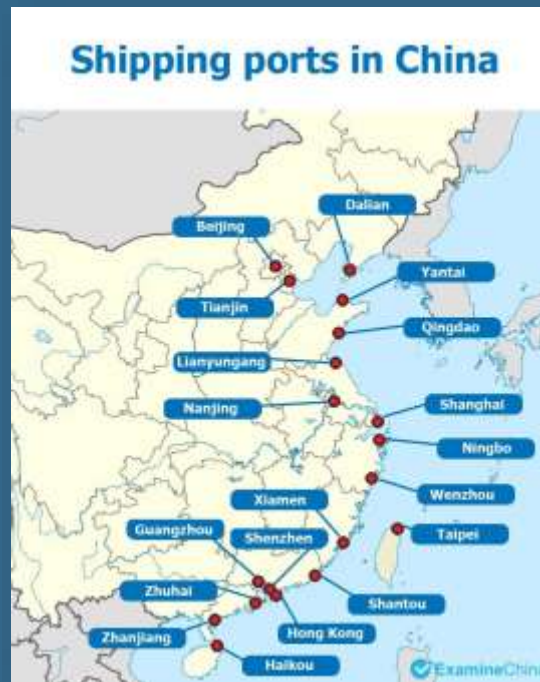 Shipping ports in China
Dalian
Beijing
Yantai
Tianjin
Qingdao
Lianyungang
Nanjing
Shanghai
Ningbo
Wenzhou
Xiamen
Guangzhou
Shenzhen
Taipei
Zhuhai
Shantou
Zhanjiang
Hong Kong
Haikou
ExamineChina